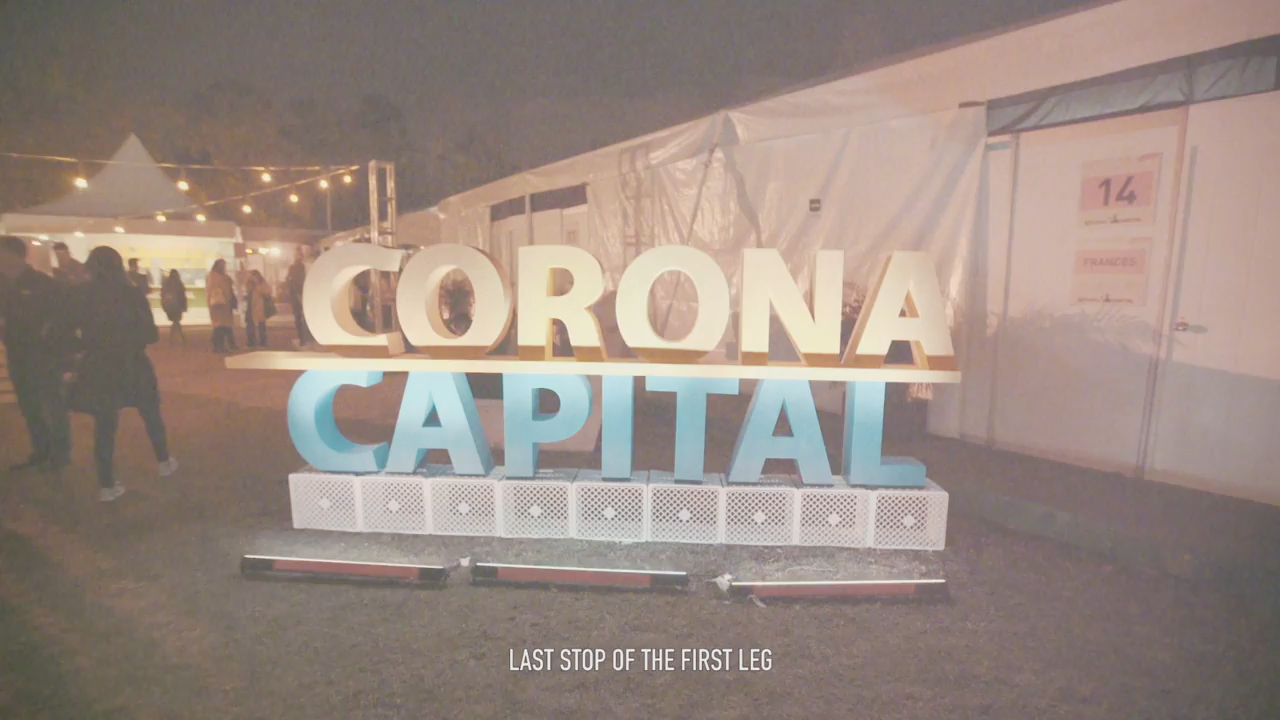 14
FRANCES
CORONA
CAPITAL
LAST STOP OF THE FIRST LEG